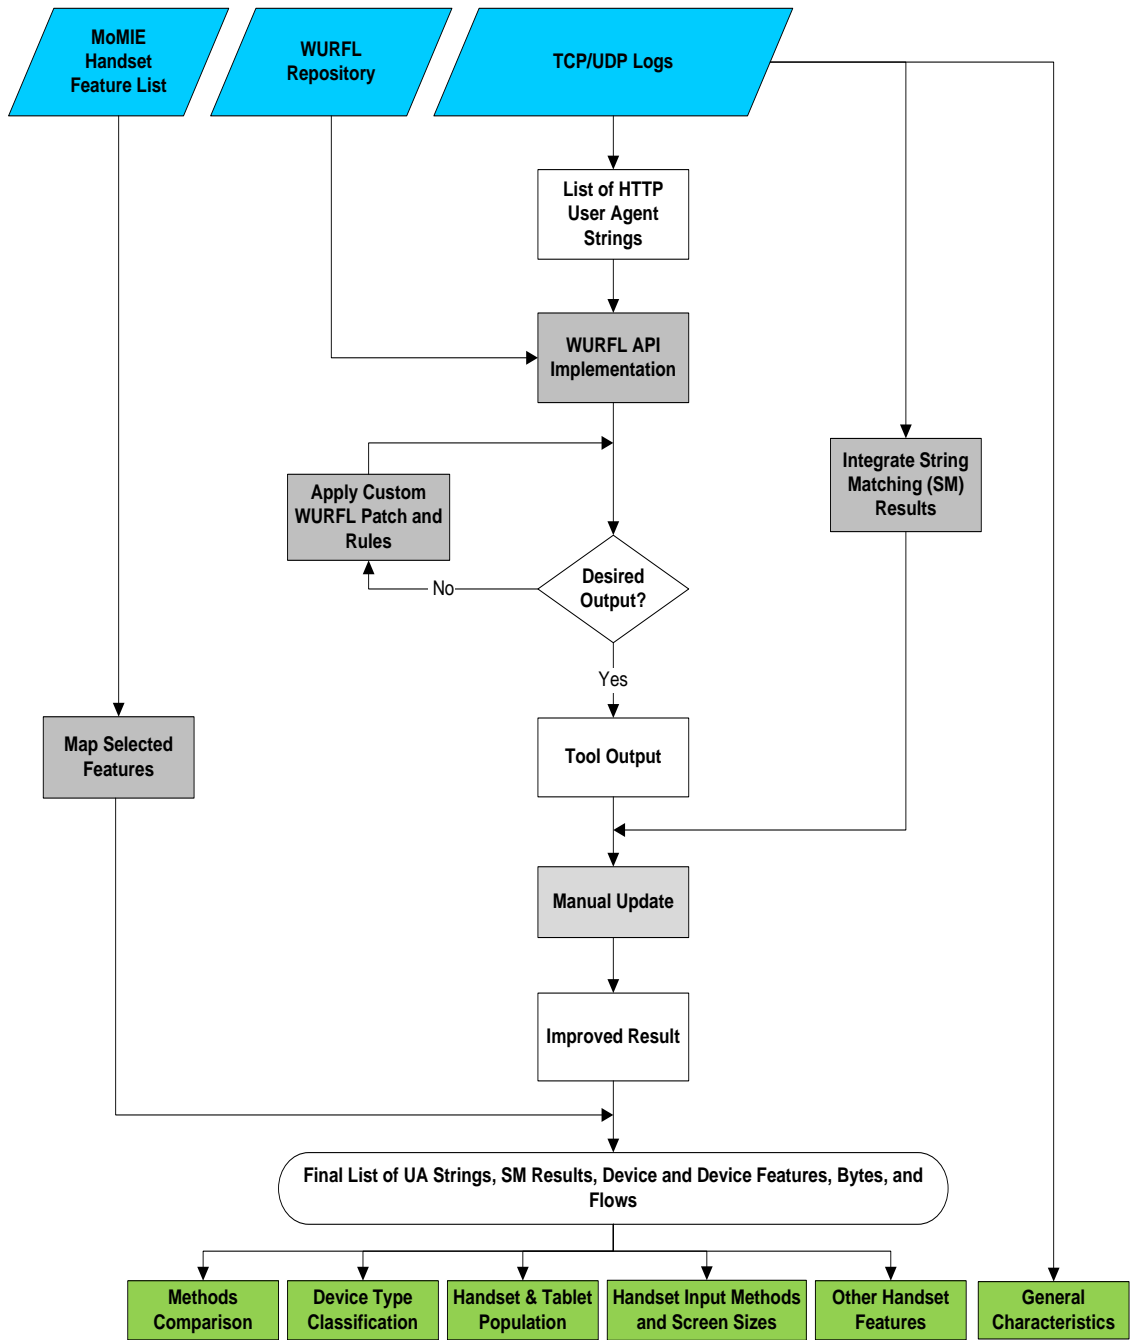 MoMIE
Handset
Feature List
WURFL
Repository
TCP/UDP Logs
List of HTTP
User Agent
Strings
WURFL API
Implementation
Integrate String
Matching (SM)
Results
Apply Custom
WURFL Patch and
Rules
Desired
Output?
No
Yes
Map Selected
Features
Tool Output
Manual Update
Improved Result
Final List of UA Strings, SM Results, Device and Device Features, Bytes, and
Flows
Methods
Comparison
Device Type
Classification
Handset & Tablet
Population
Handset Input Methods
and Screen Sizes
Other Handset
Features
General
Characteristics